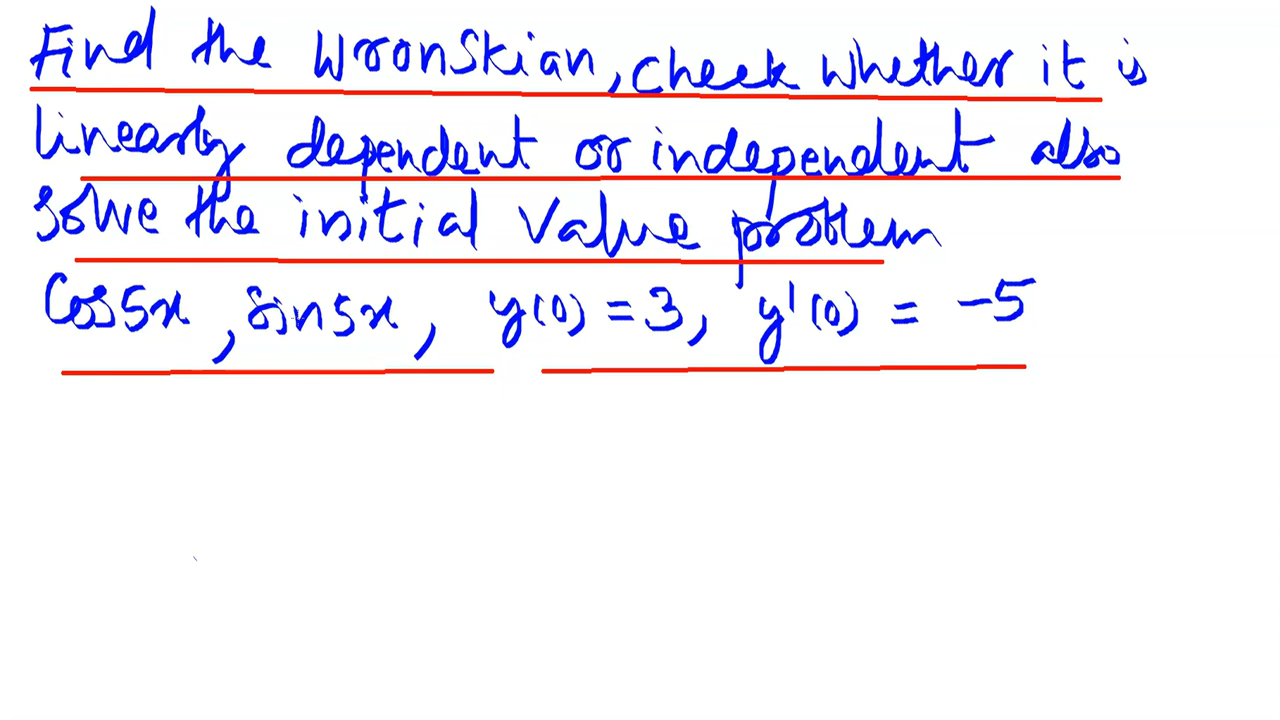 Find the Wronskian, check whether it is
linearly dependent or independent also
solve the initial value problem
Cos5x, Sin5x, y(0) = 3, y'(0) = -5